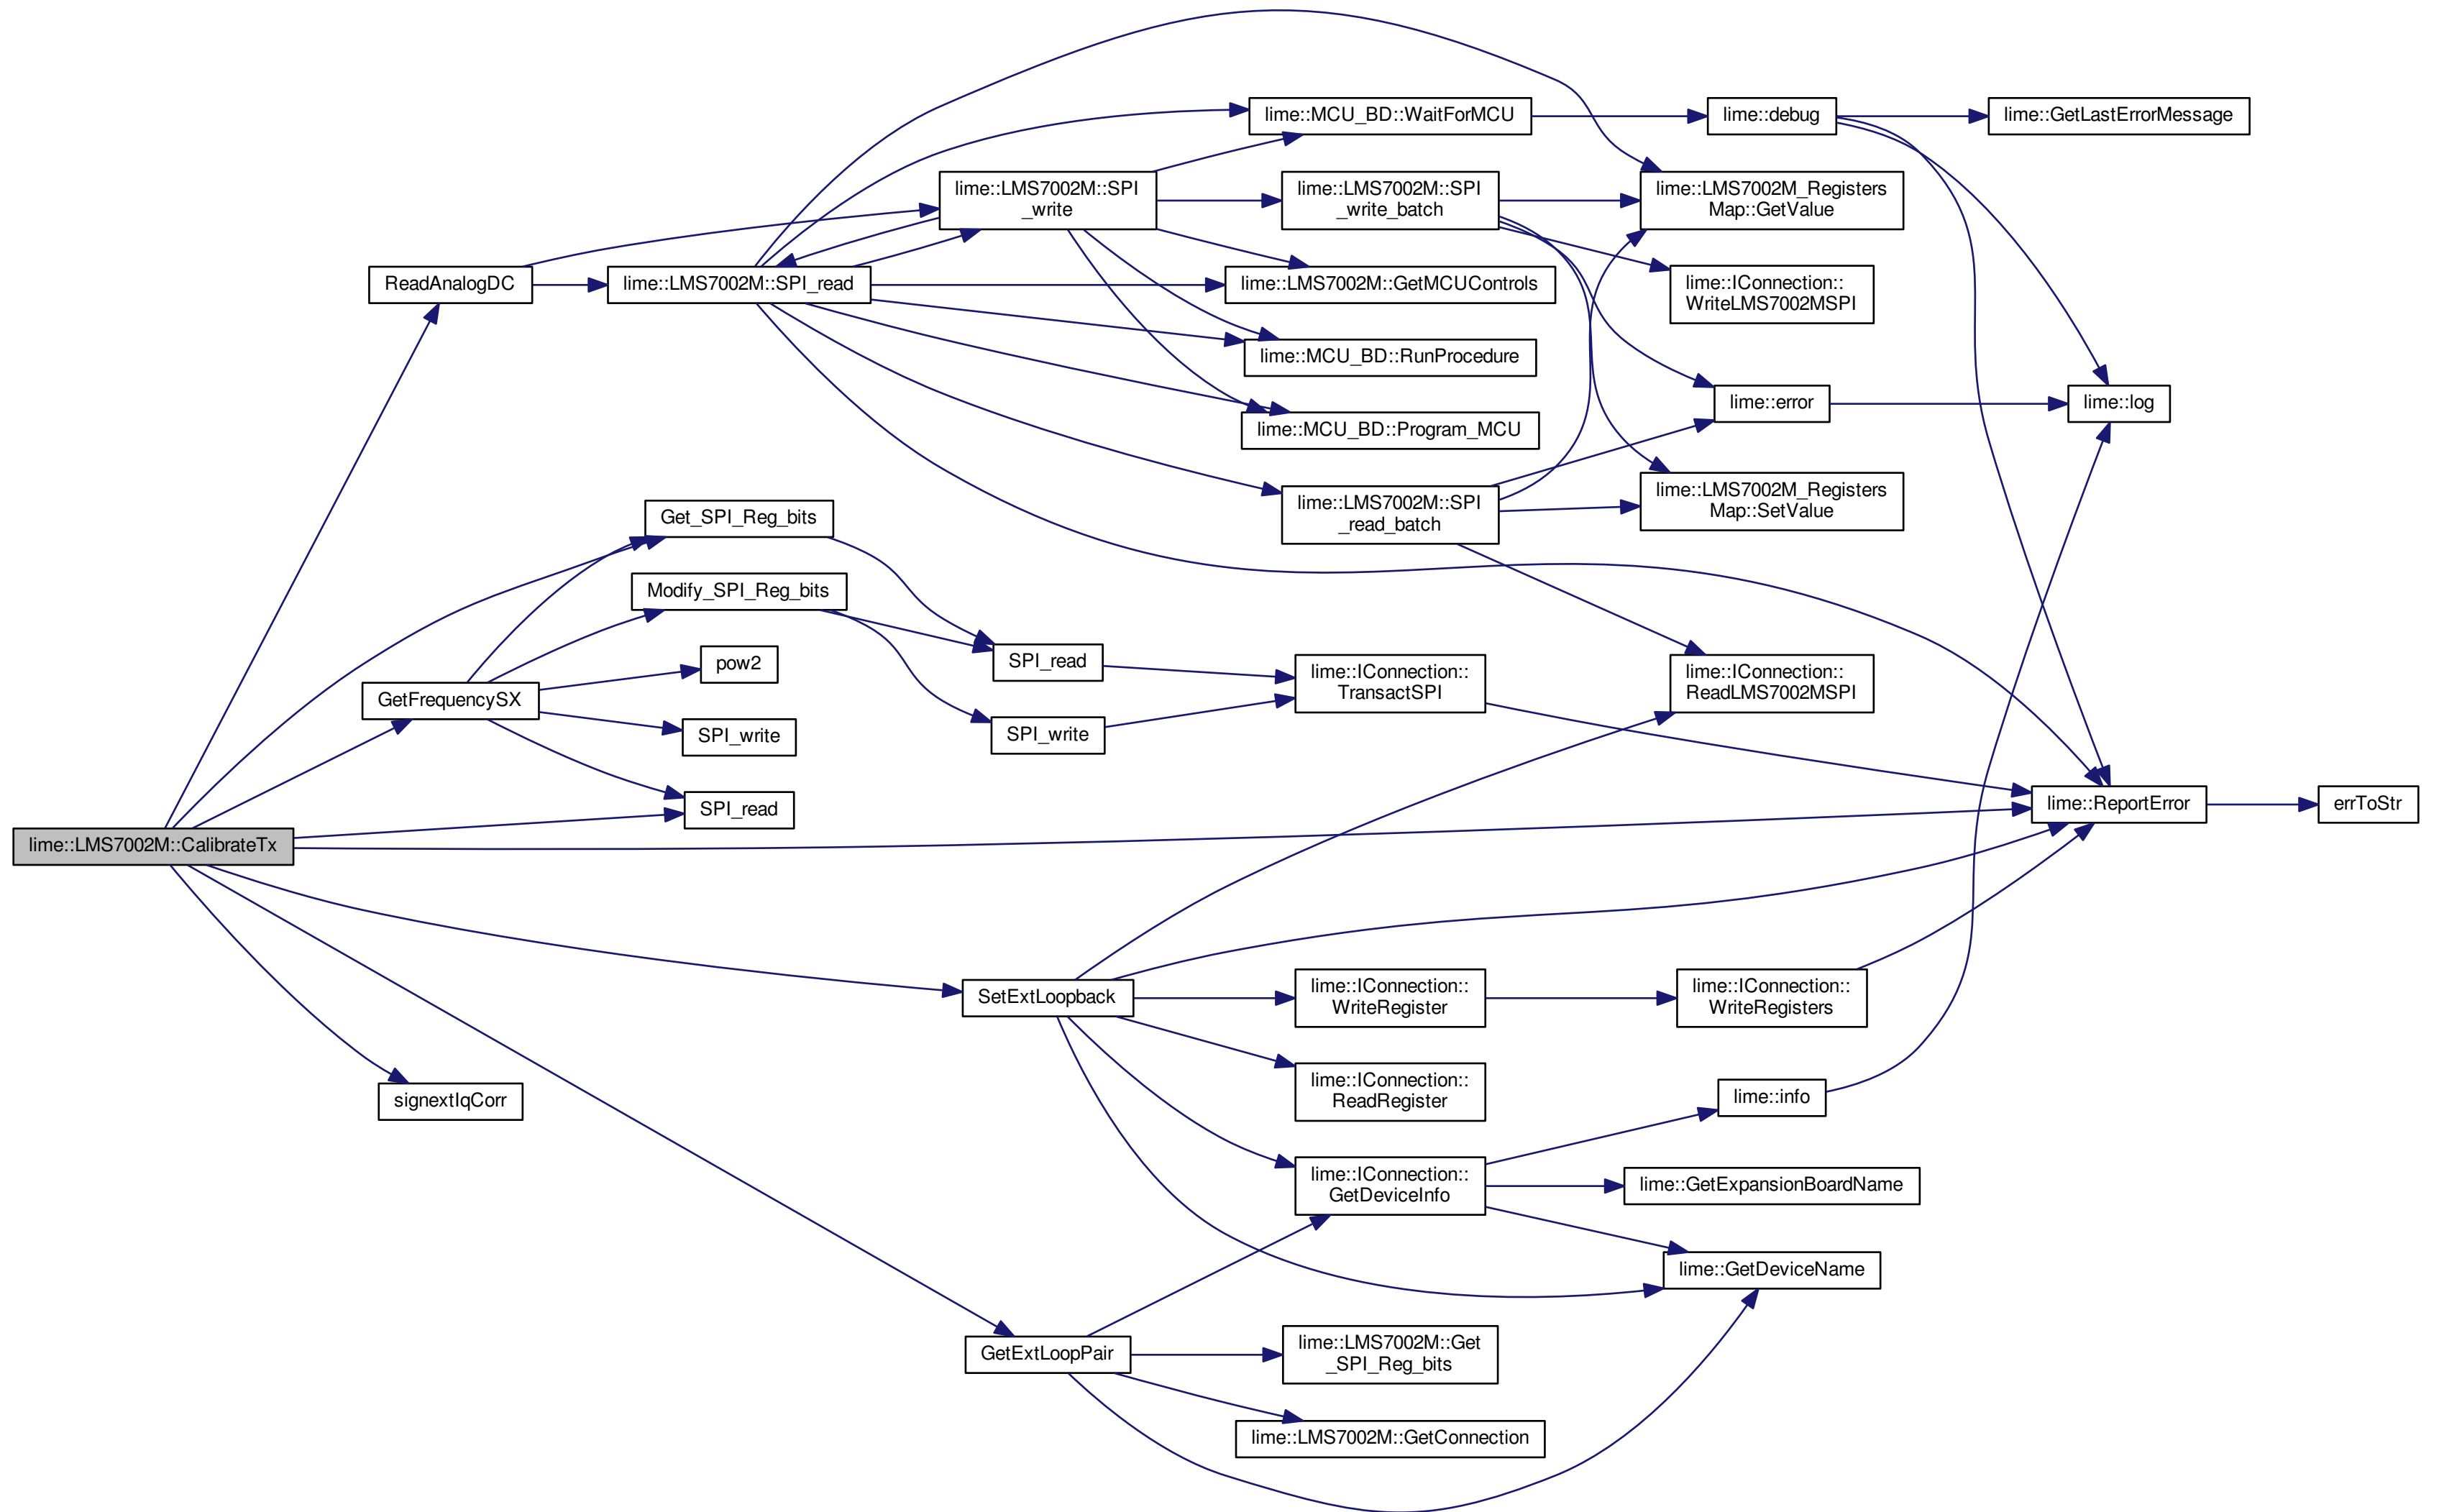 lime::MCU_BD::WaitForMCU
lime::debug
lime::GetLastErrorMessage
lime::LMS7002M::SPI
_write
lime::LMS7002M::SPI
_write_batch
lime::LMS7002M_Registers
Map::GetValue
ReadAnalogDC
lime::LMS7002M::SPI_read
lime::LMS7002M::GetMCUControls
lime::IConnection::
WriteLMS7002MSPI
lime::MCU_BD::RunProcedure
lime::error
lime::log
lime::MCU_BD::Program_MCU
lime::LMS7002M::SPI
_read_batch
lime::LMS7002M_Registers
Map::SetValue
Get_SPI_Reg_bits
Modify_SPI_Reg_bits
pow2
SPI_read
lime::IConnection::
TransactSPI
lime::IConnection::
ReadLMS7002MSPI
GetFrequencySX
SPI_write
SPI_write
SPI_read
lime::ReportError
errToStr
lime::LMS7002M::CalibrateTx
SetExtLoopback
lime::IConnection::
WriteRegister
lime::IConnection::
WriteRegisters
signextIqCorr
lime::IConnection::
ReadRegister
lime::info
lime::IConnection::
GetDeviceInfo
lime::GetExpansionBoardName
lime::GetDeviceName
GetExtLoopPair
lime::LMS7002M::Get
_SPI_Reg_bits
lime::LMS7002M::GetConnection